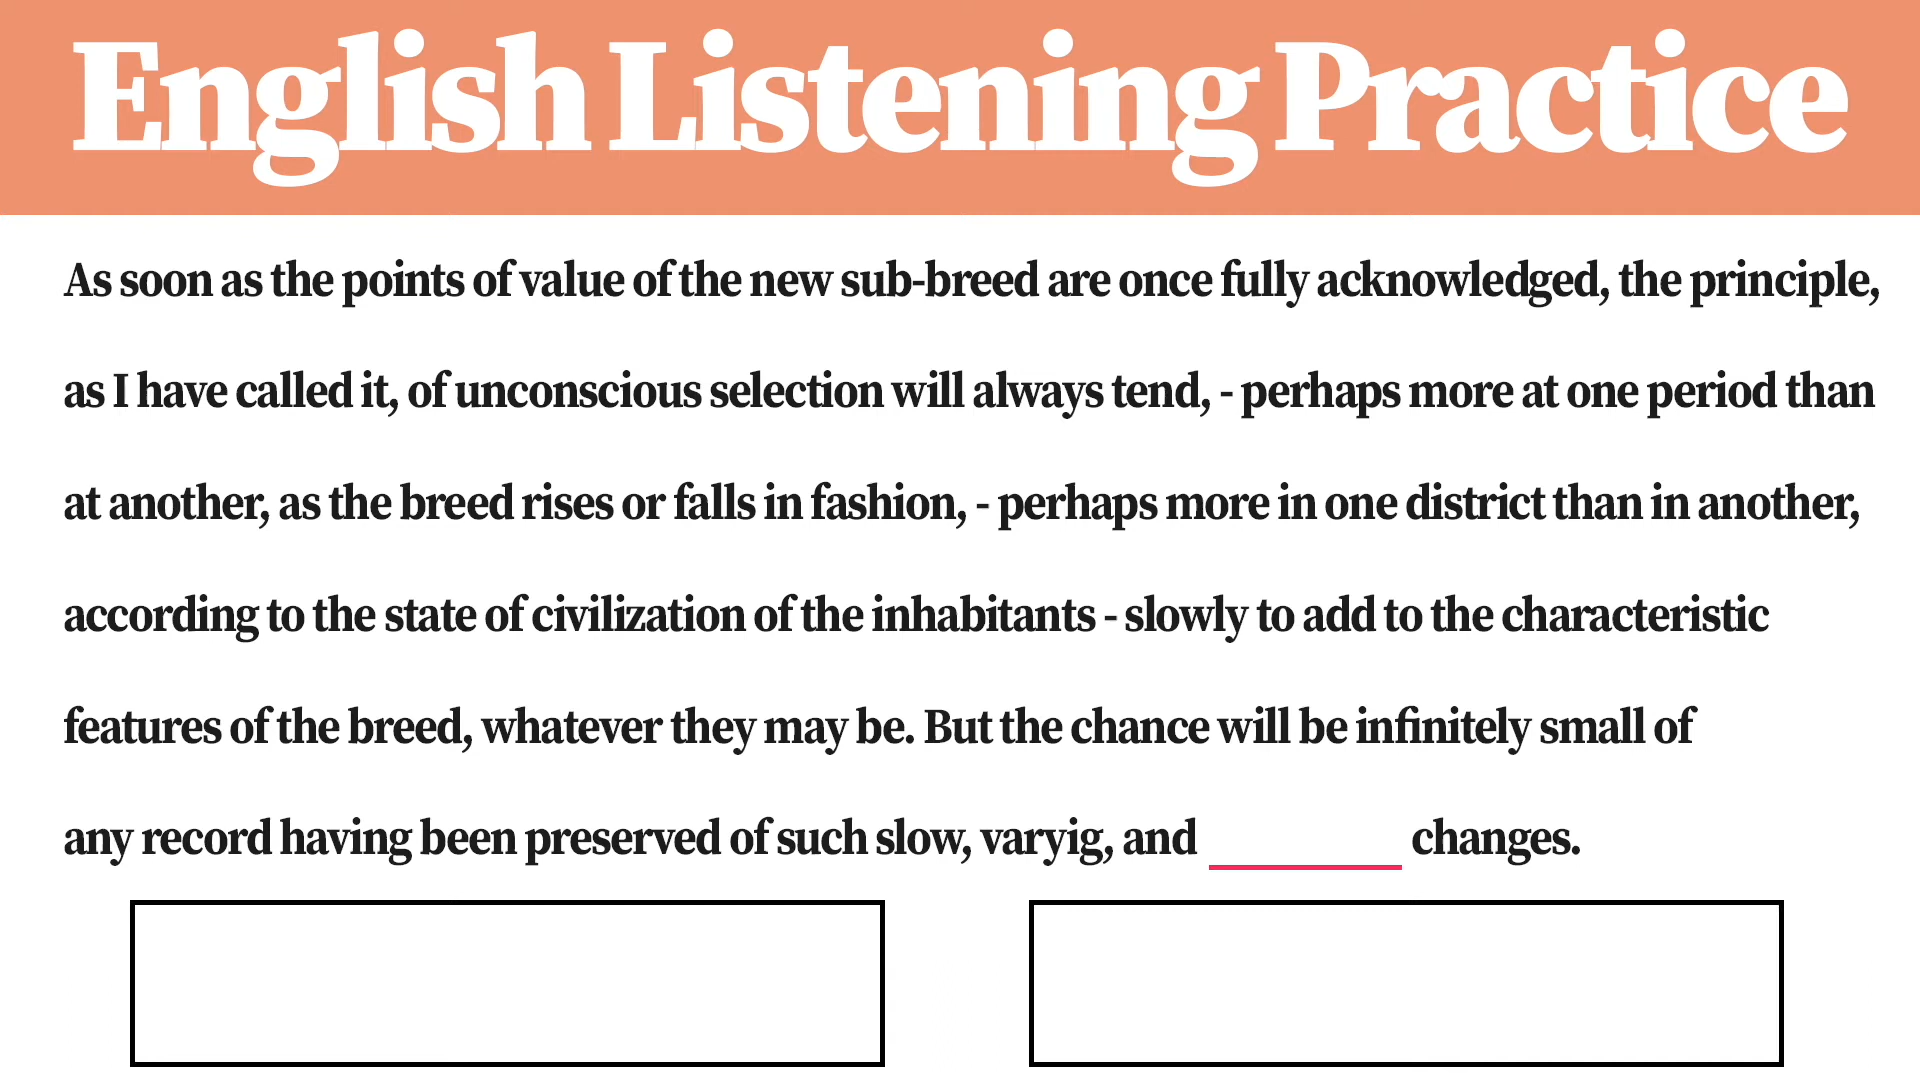 English Listening Practice
As soon as the points of value of the new sub-breed are once fully acknowledged, the principle,
as I have called it, of unconscious selection will always tend, - perhaps more at one period than
at another, as the breed rises or falls in fashion, - perhaps more in one district than in another,
according to the state of civilization of the inhabitants - slowly to add to the characteristic
features of the breed, whatever they may be. But the chance will be infinitely small of
any record having been preserved of such slow, varyig, and ________ changes.